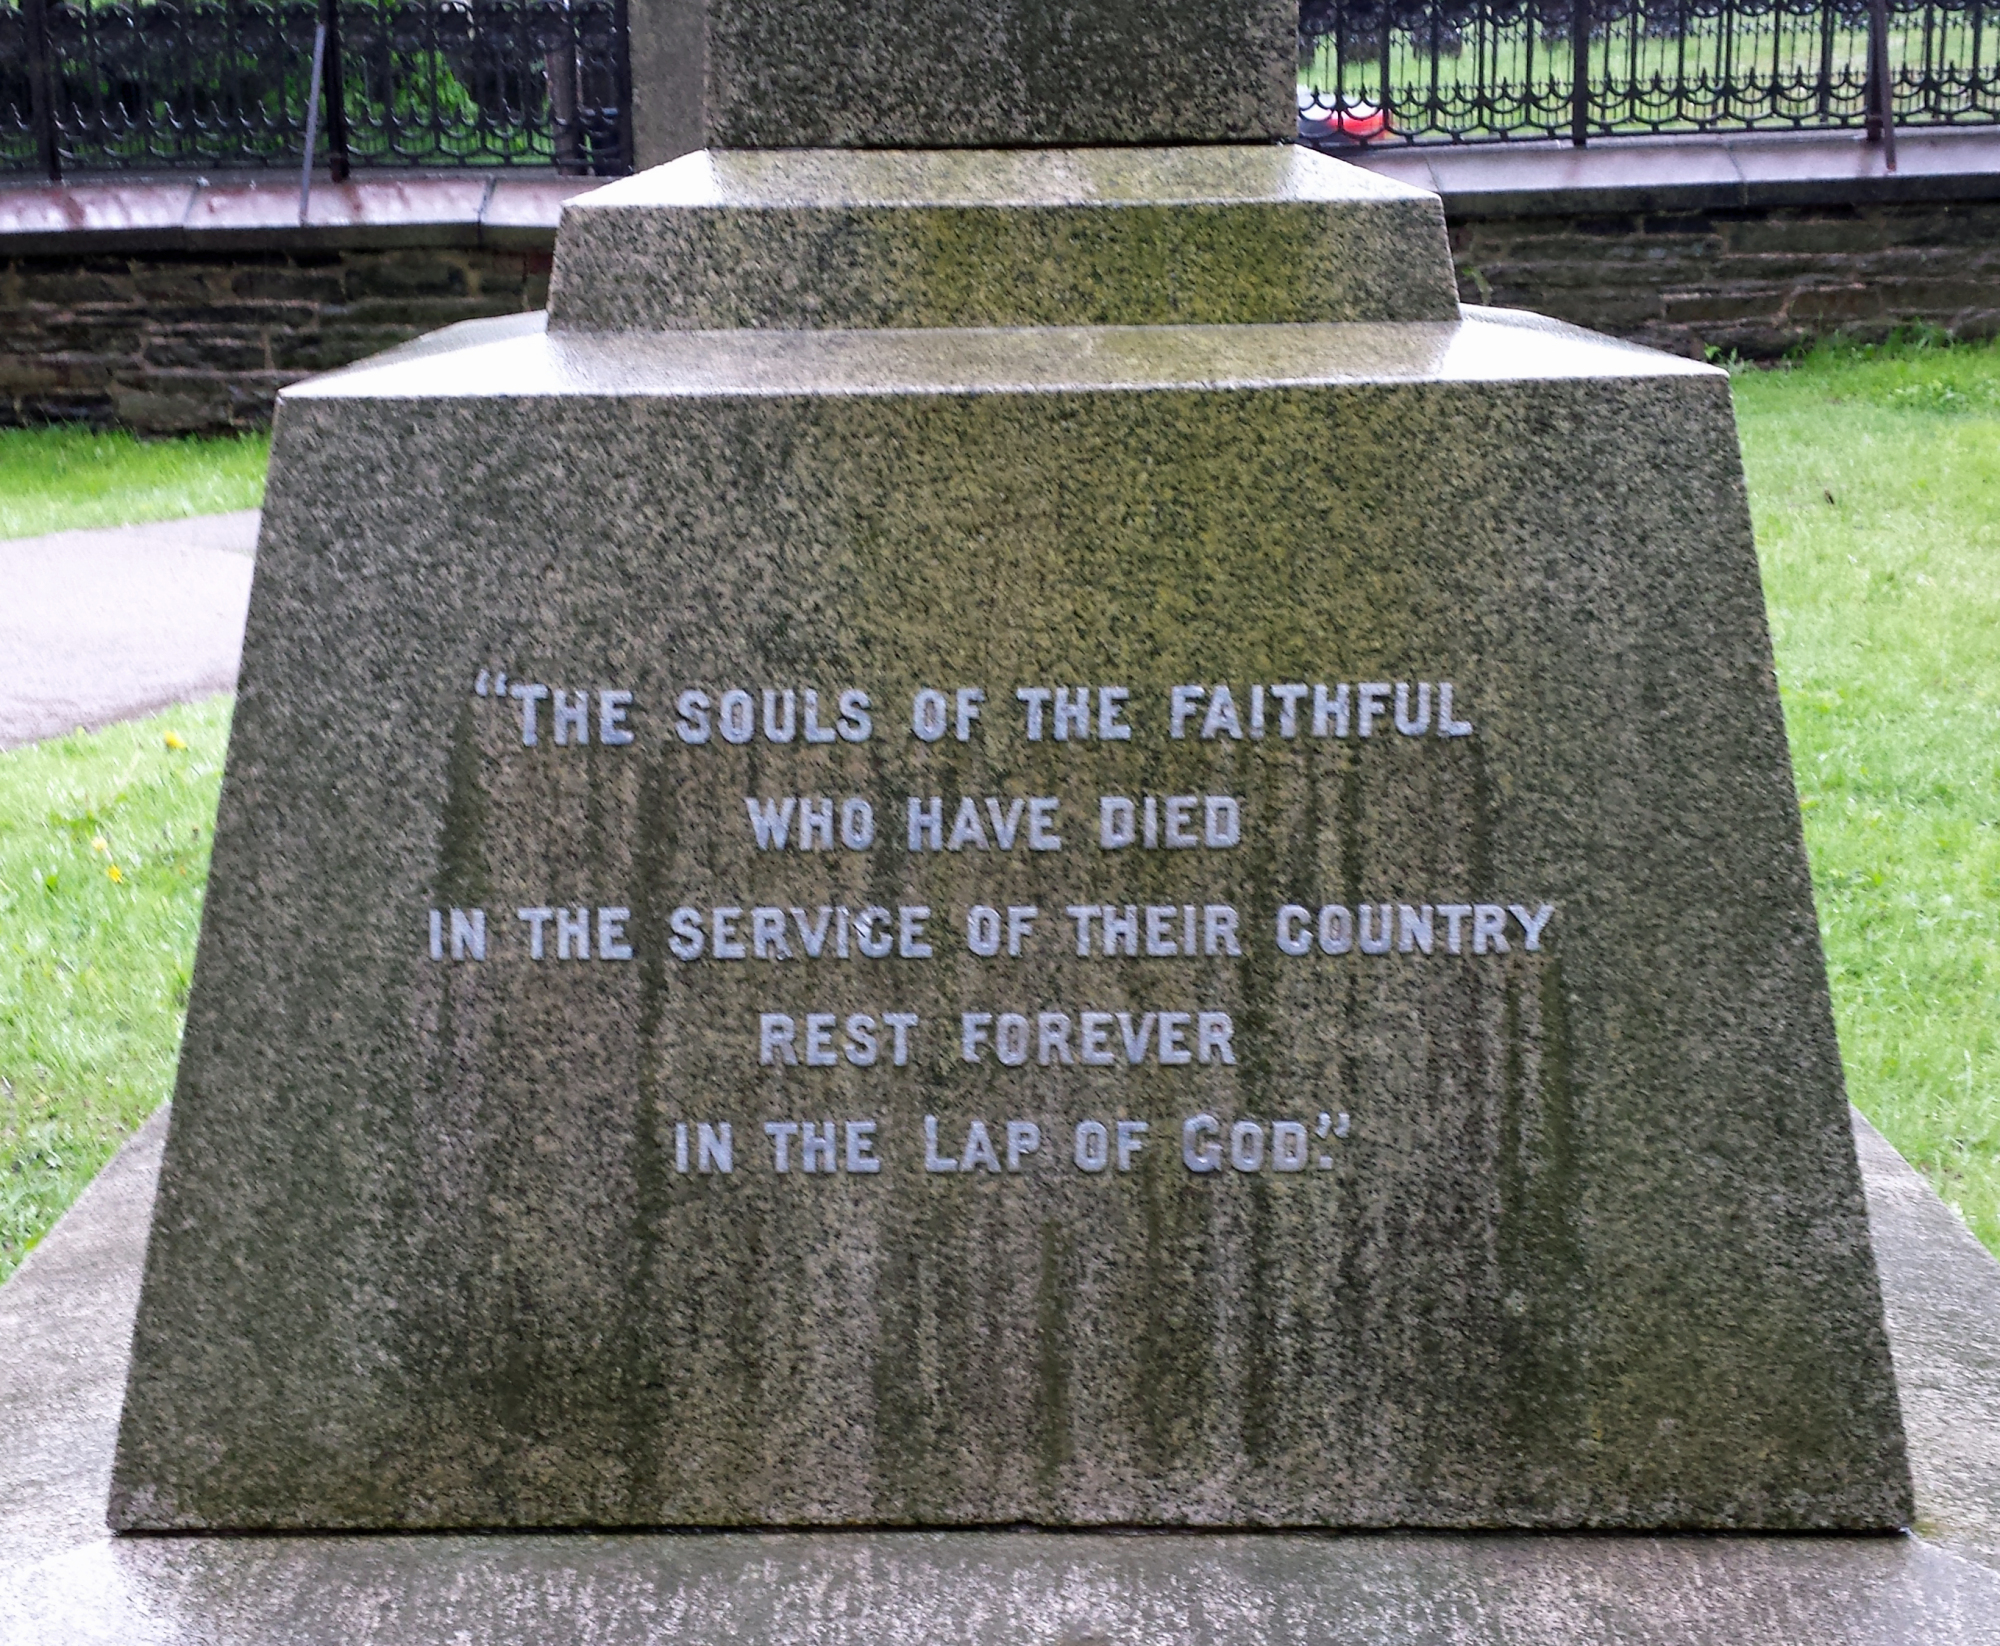 “THE SOULS OF THE FAITHFUL
WHO HAVE DIED
IN THE SERVICE OF THEIR COUNTRY
REST FOREVER
IN THE LAP OF GOD.”